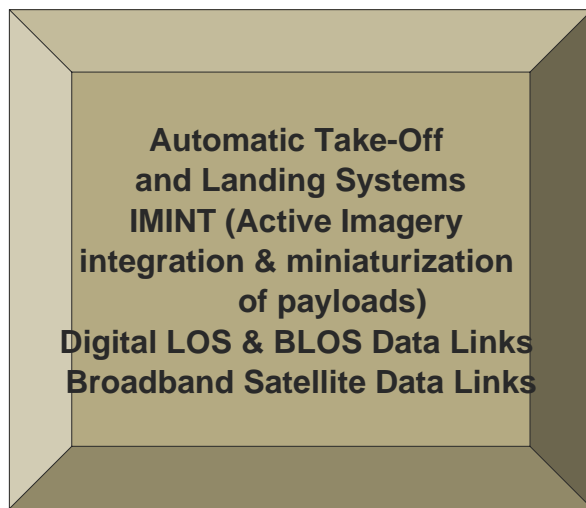 Automatic Take-Off
and Landing Systems
IMINT (Active Imagery
integration & miniaturization
of payloads)
Digital LOS & BLOS Data Links
Broadband Satellite Data Links